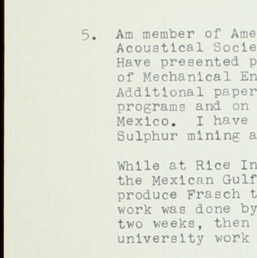 5. Am member of Ame
Acoustical Socie
Have presented p
of Mechanical En
Additional paper
programs and on
Mexico. I have
Sulphur mining a
While at Rice In
the Mexican Gulf
produce Frasch t
work was done by
two weeks, then
university work